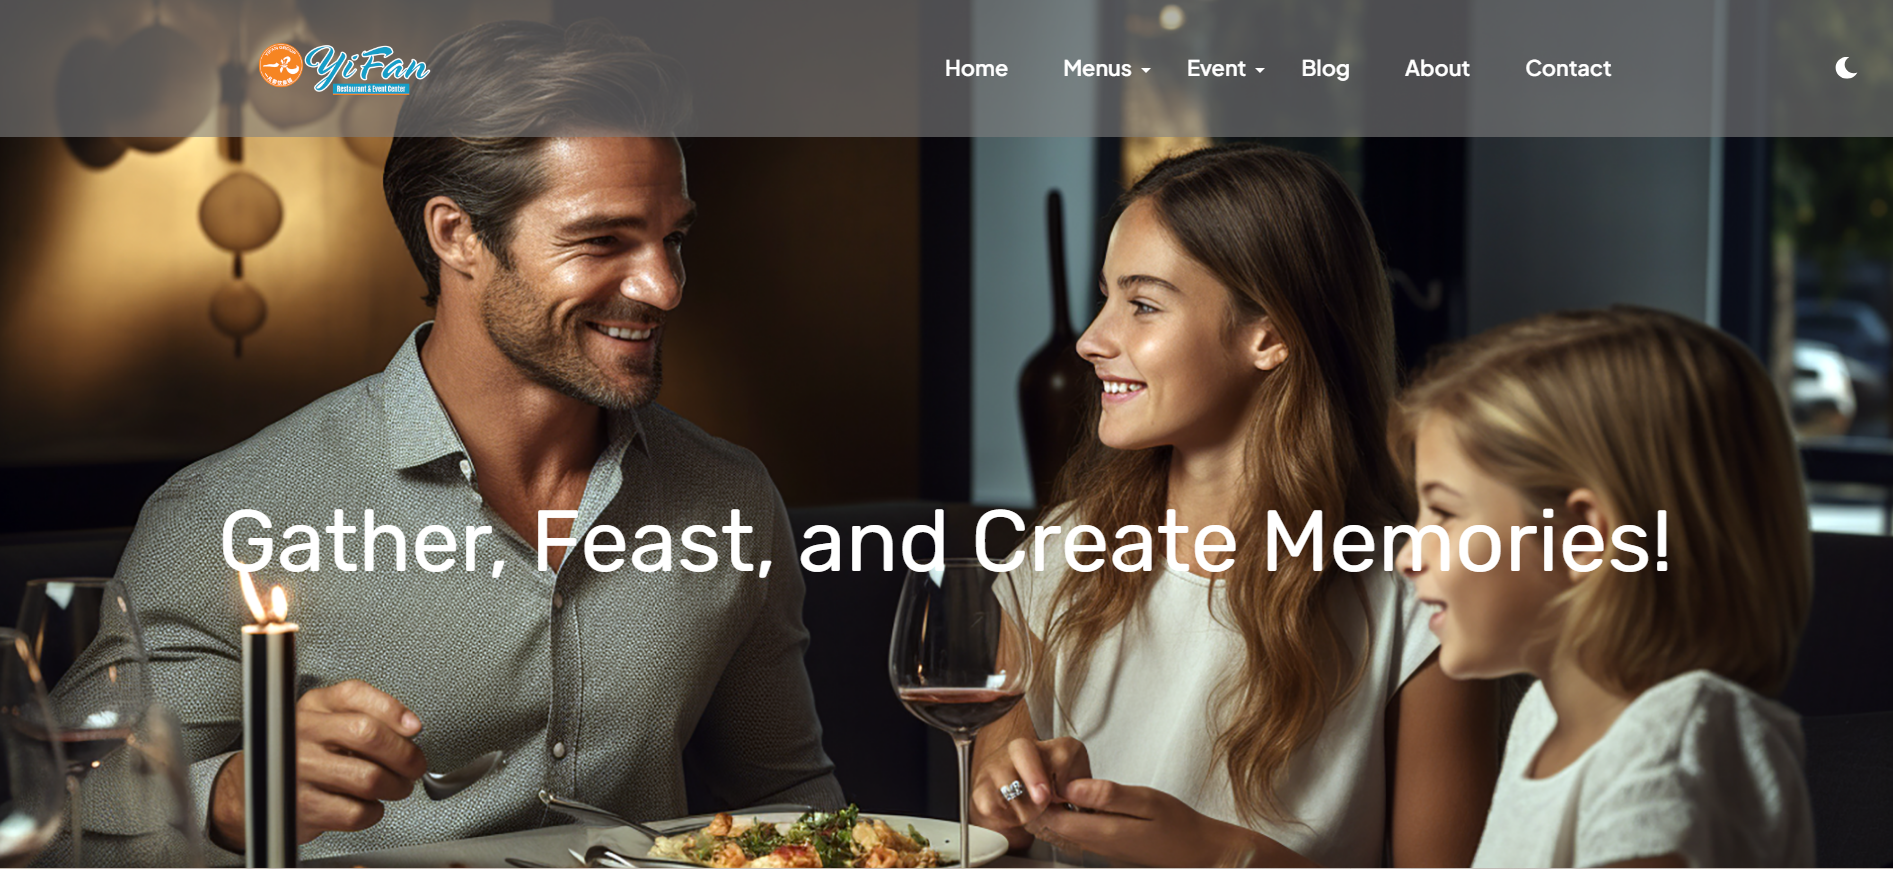 YiFan
Restaurant & Event Center
Home
Menus
Event
Blog
About
Contact
Gather, Feast, and Create Memories!